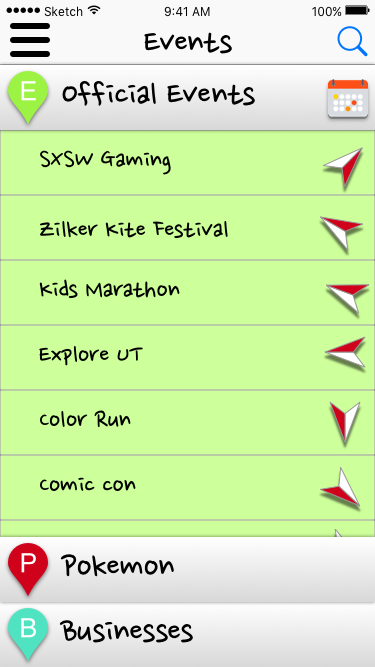 Sketch 9:41 AM 100%
Events
E Official Events
SXSW Gaming
Zilker Kite Festival
Kids Marathon
Explore UT
Color Run
Comic con
P Pokemon
B Businesses